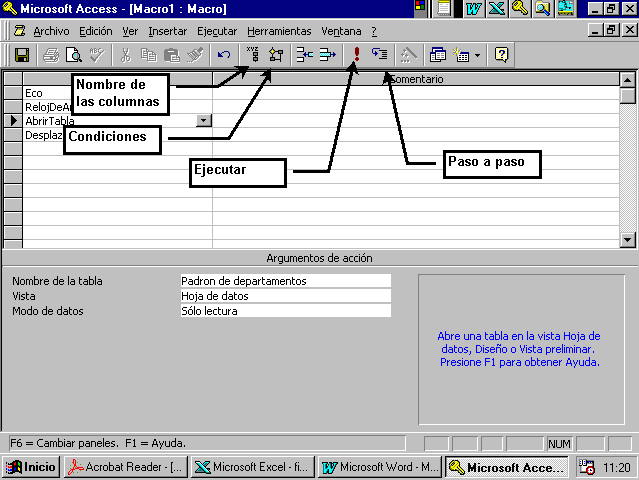 Microsoft Access - [Macro1 : Macro]
Archivo Edición Ver Insertar Ejecutar Herramientas Ventana ?
xyz
Comentario
Nombre de
las columnas
Eco
RelojDeA
AbrirTabla
Desplaz
Condiciones
Ejecutar
Paso a paso
Argumentos de acción
Nombre de la tabla Padron de departamentos
Vista Hoja de datos
Modo de datos Sólo lectura
Abre una tabla en la vista Hoja de
datos, Diseño o Vista preliminar.
Presione F1 para obtener Ayuda.
F6 = Cambiar paneles. F1 = Ayuda. NUM
Inicio Acrobat Reader - [... Microsoft Excel - fi... Microsoft Word - M... Microsoft Acce... 11:20